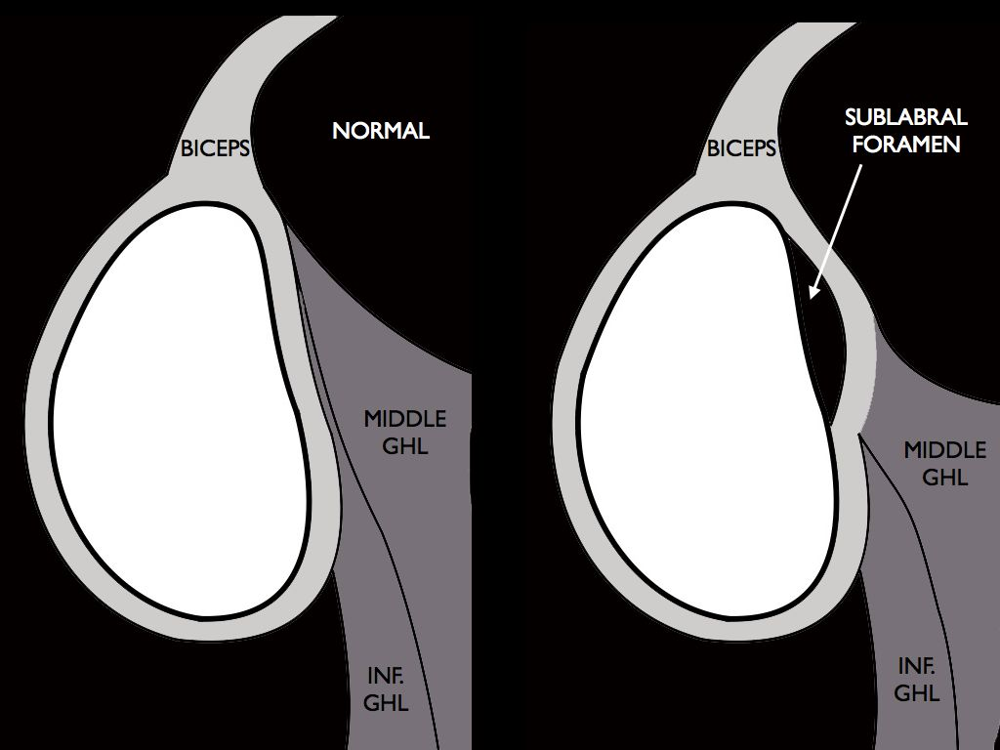 NORMAL
BICEPS
MIDDLE
GHL
INF.
GHL
SUBLABRAL
FORAMEN
BICEPS
MIDDLE
GHL
INF.
GHL